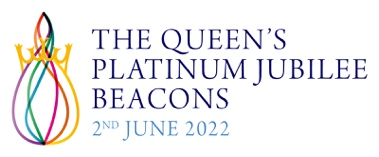 THE QUEEN'S
PLATINUM JUBILEE
BEACONS
2ND JUNE 2022